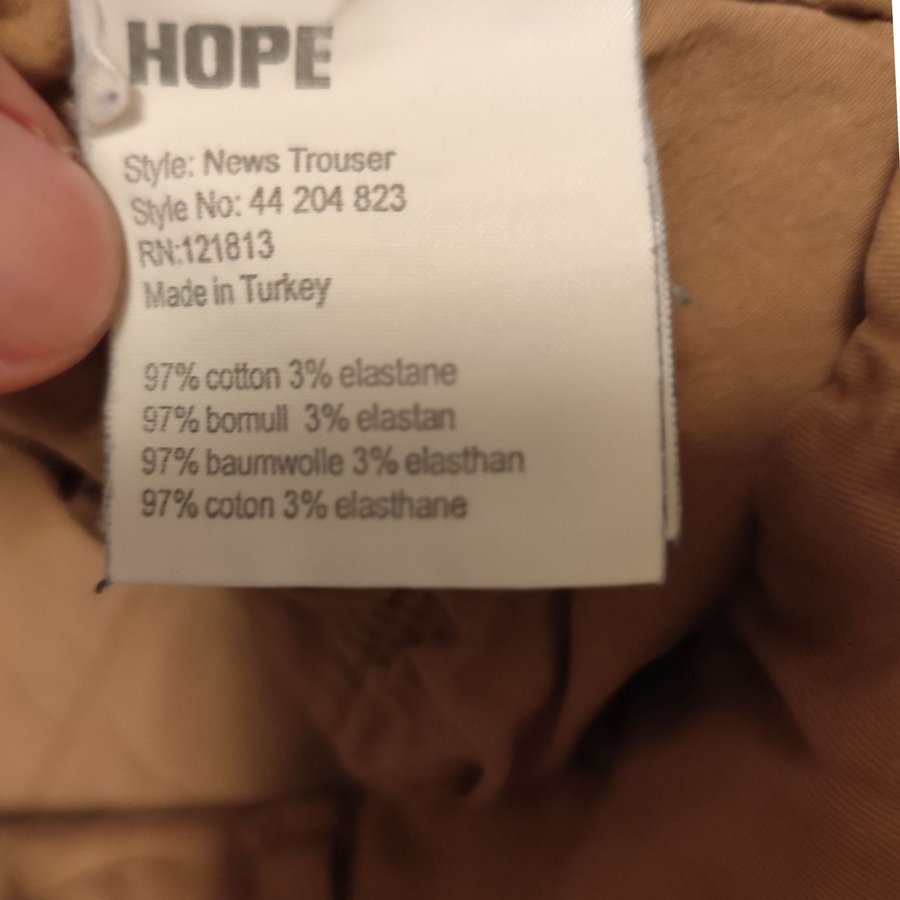 HOPE
Style: News Trouser
Style No: 44 204 823
RN:121813
Made in Turkey
97% cotton 3% elastane
97% bomull 3% elastan
97% baumwolle 3% elasthan
97% coton 3% elasthane